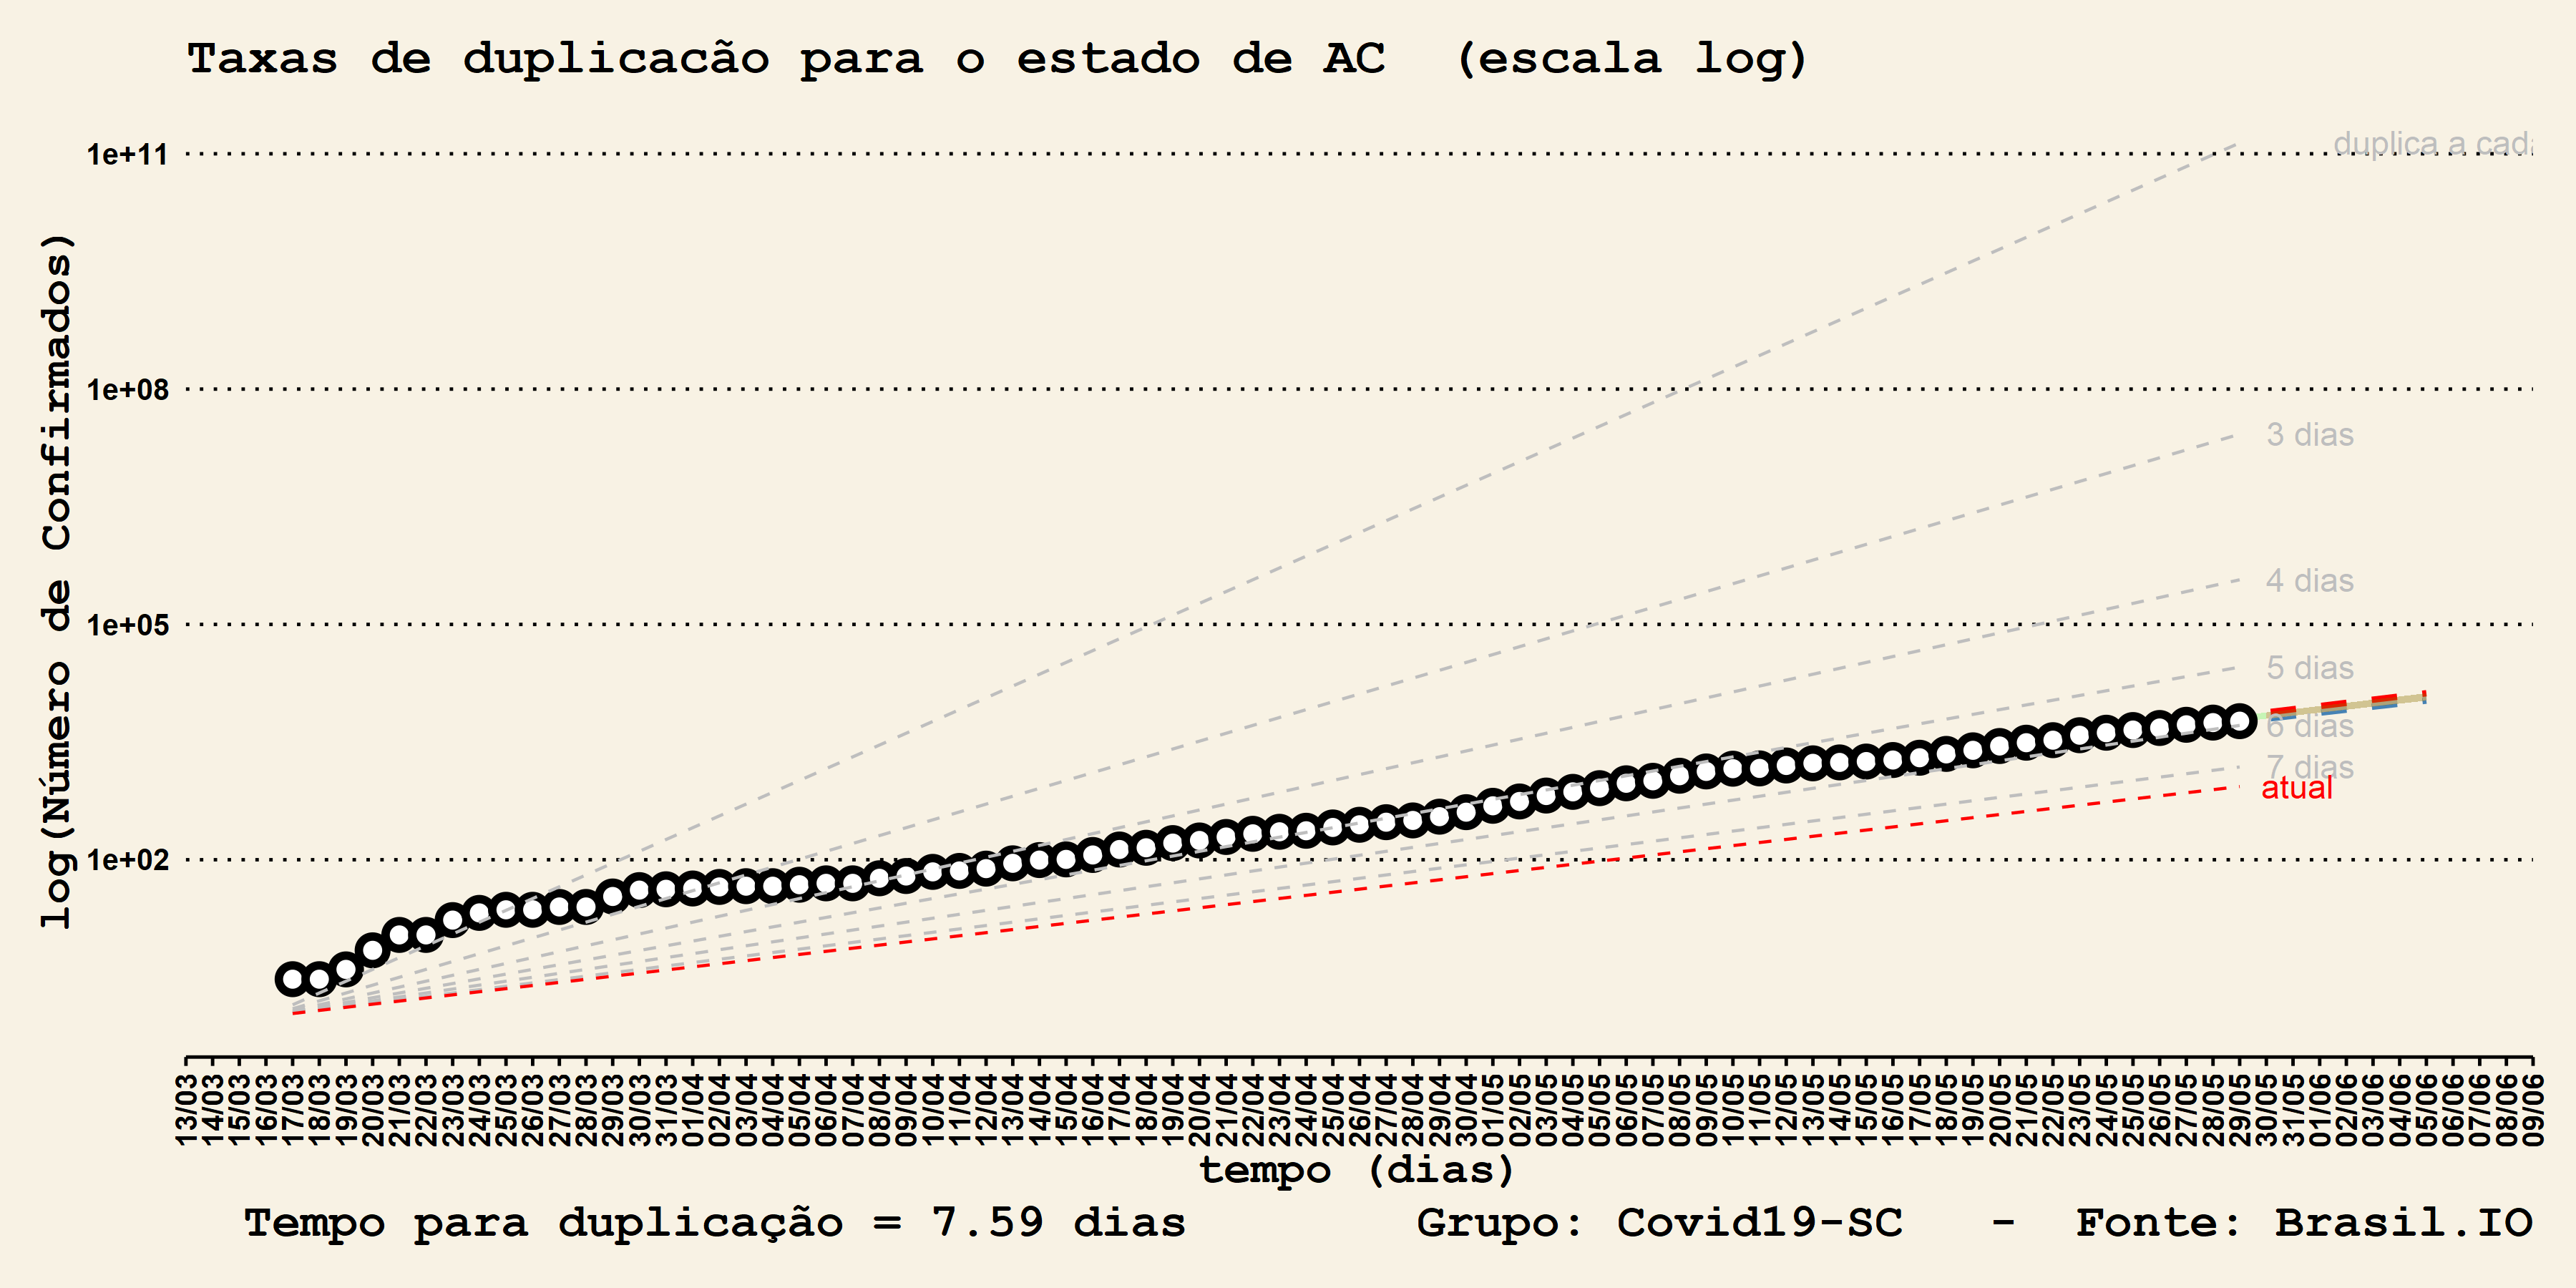 Taxas de duplicacão para o estado de AC (escala log)
log(Número de Confirmados)
1e+11
1e+08
1e+05
1e+02
duplica a cada
3 dias
4 dias
5 dias
6 dias
7 dias
atual
13/03 14/03 15/03 16/03 17/03 18/03 19/03 20/03 21/03 22/03 23/03 24/03 25/03 26/03 27/03 28/03 29/03 30/03 31/03 01/04 02/04 03/04 04/04 05/04 06/04 07/04 08/04 09/04 10/04 11/04 12/04 13/04 14/04 15/04 16/04 17/04 18/04 19/04 20/04 21/04 22/04 23/04 24/04 25/04 26/04 27/04 28/04 29/04 30/04 01/05 02/05 03/05 04/05 05/05 06/05 07/05 08/05 09/05 10/05 11/05 12/05 13/05 14/05 15/05 16/05 17/05 18/05 19/05 20/05 21/05 22/05 23/05 24/05 25/05 26/05 27/05 28/05 29/05 30/05 31/05 01/06 02/06 03/06 04/06 05/06 06/06 07/06 08/06 09/06
tempo (dias)
Tempo para duplicação = 7.59 dias Grupo: Covid19-SC - Fonte: Brasil.IO